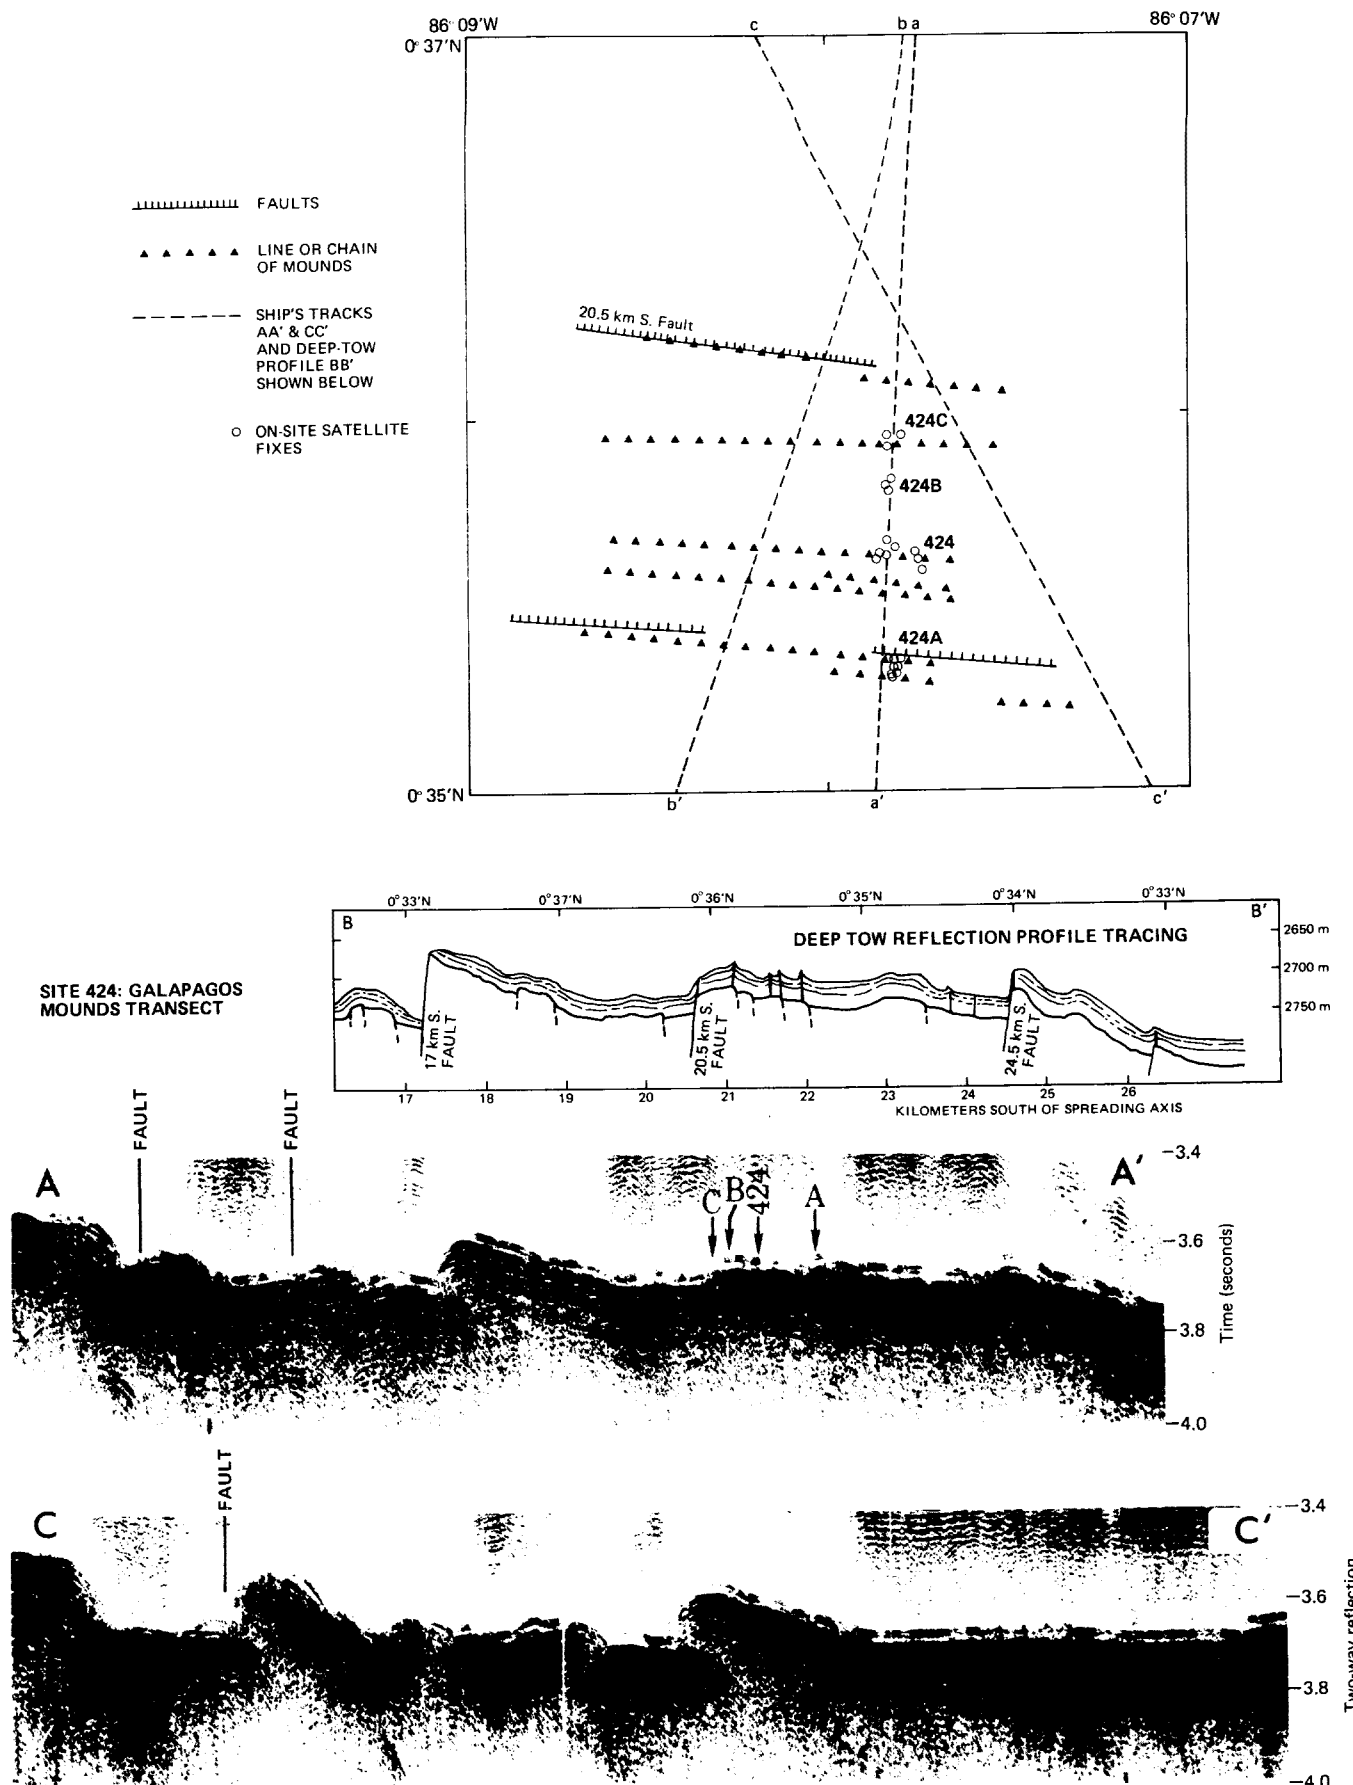 86° 09'W
c
b a
86° 07'W
0° 37'N
FAULTS
LINE OR CHAIN
OF MOUNDS
SHIP'S TRACKS
AA' & CC'
AND DEEP-TOW
PROFILE BB'
SHOWN BELOW
ON-SITE SATELLITE
FIXES
20.5 km S. Fault
424C
424B
424
424A
0° 35'N
b'
a'
c'
0° 33'N
0° 37'N
0° 36'N
0° 35'N
0° 34'N
0° 33'N
B
B'
DEEP TOW REFLECTION PROFILE TRACING
2650 m
2700 m
2750 m
SITE 424: GALAPAGOS
MOUNDS TRANSECT
17 km S.
FAULT
20.5 km S.
FAULT
24.5 km S.
FAULT
17
18
19
20
21
22
23
24
25
26
KILOMETERS SOUTH OF SPREADING AXIS
FAULT
FAULT
A
A'
C
B
424
A
3.4
3.6
3.8
4.0
Time (seconds)
FAULT
C
C'
3.4
3.6
3.8
4.0
Two-way reflection